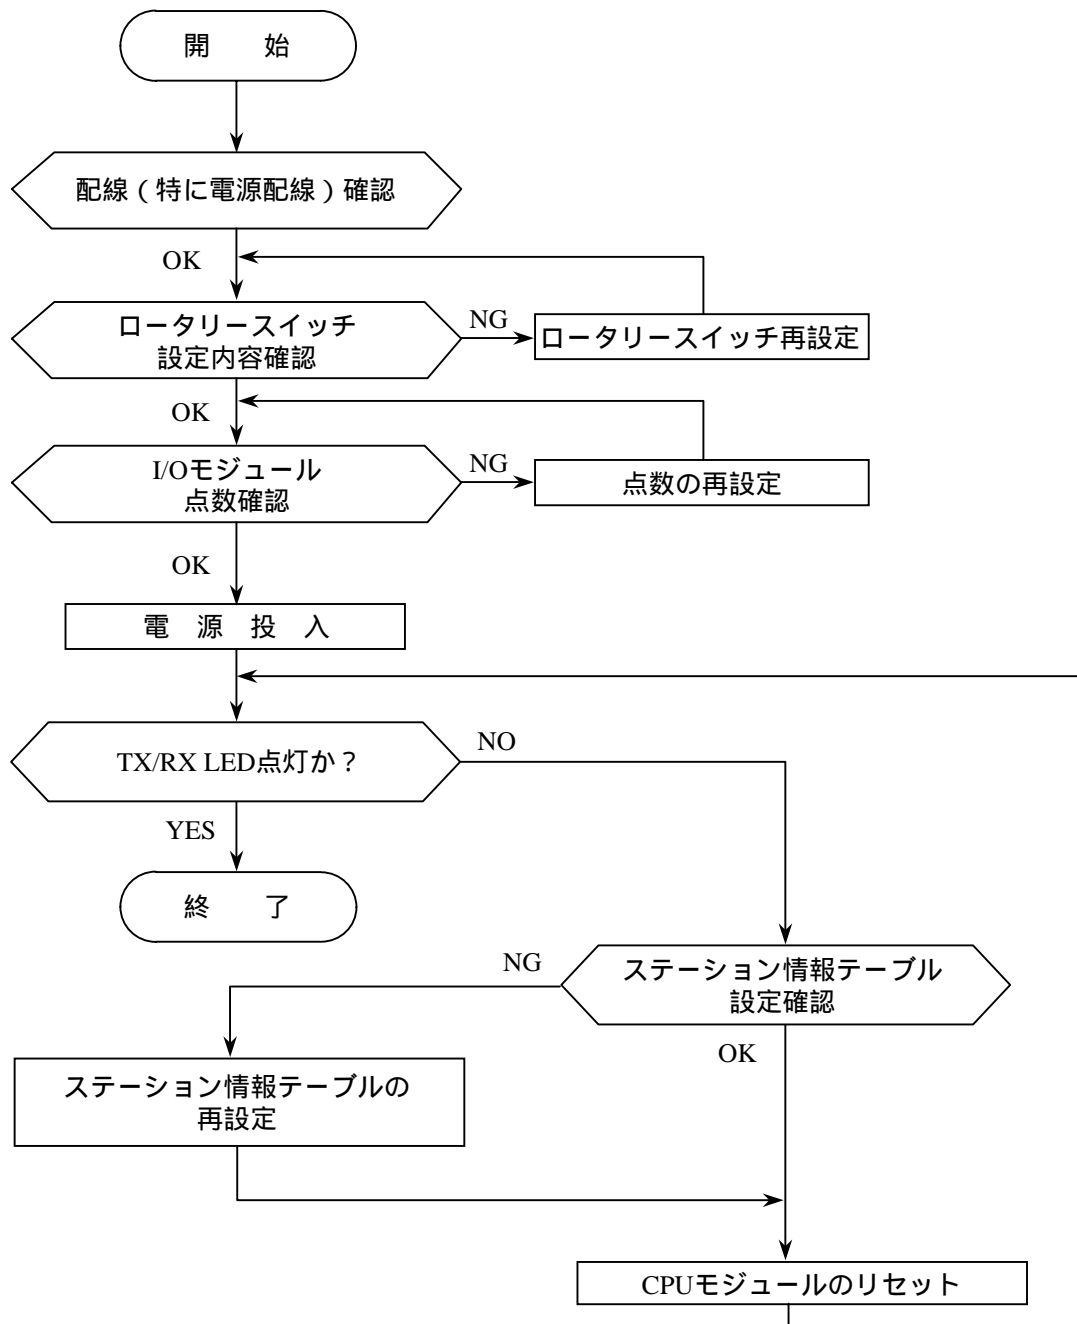 開　始
配線（特に電源配線）確認
OK
ロータリースイッチ
設定内容確認
NG
ロータリースイッチ再設定
OK
I/Oモジュール
点数確認
NG
点数の再設定
OK
電　源　投　入
TX/RX LED点灯か？
NO
YES
終　了
ステーション情報テーブル
設定確認
NG
OK
ステーション情報テーブルの
再設定
CPUモジュールのリセット